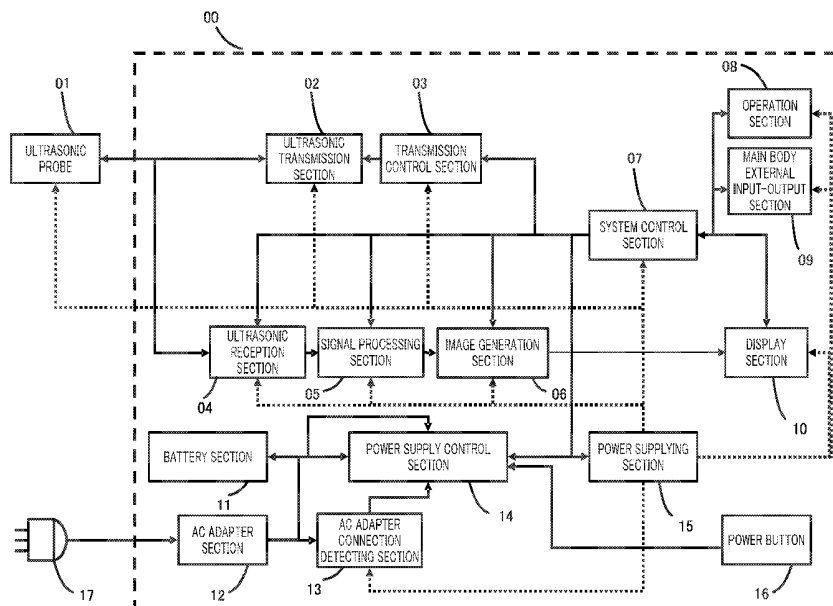 00
08
01
02
03
OPERATION
SECTION
ULTRASONIC
PROBE
ULTRASONIC
TRANSMISSION
SECTION
TRANSMISSION
CONTROL SECTION
07
MAIN BODY
EXTERNAL
INPUT-OUTPUT
SECTION
SYSTEM CONTROL
SECTION
09
ULTRASONIC
RECEPTION
SECTION
SIGNAL PROCESSING
SECTION
IMAGE GENERATION
SECTION
DISPLAY
SECTION
04
05
06
10
BATTERY SECTION
POWER SUPPLY CONTROL
SECTION
POWER SUPPLYING
SECTION
11
14
15
AC ADAPTER
SECTION
AC ADAPTER
CONNECTION
DETECTING SECTION
POWER BUTTON
17
12
13
16